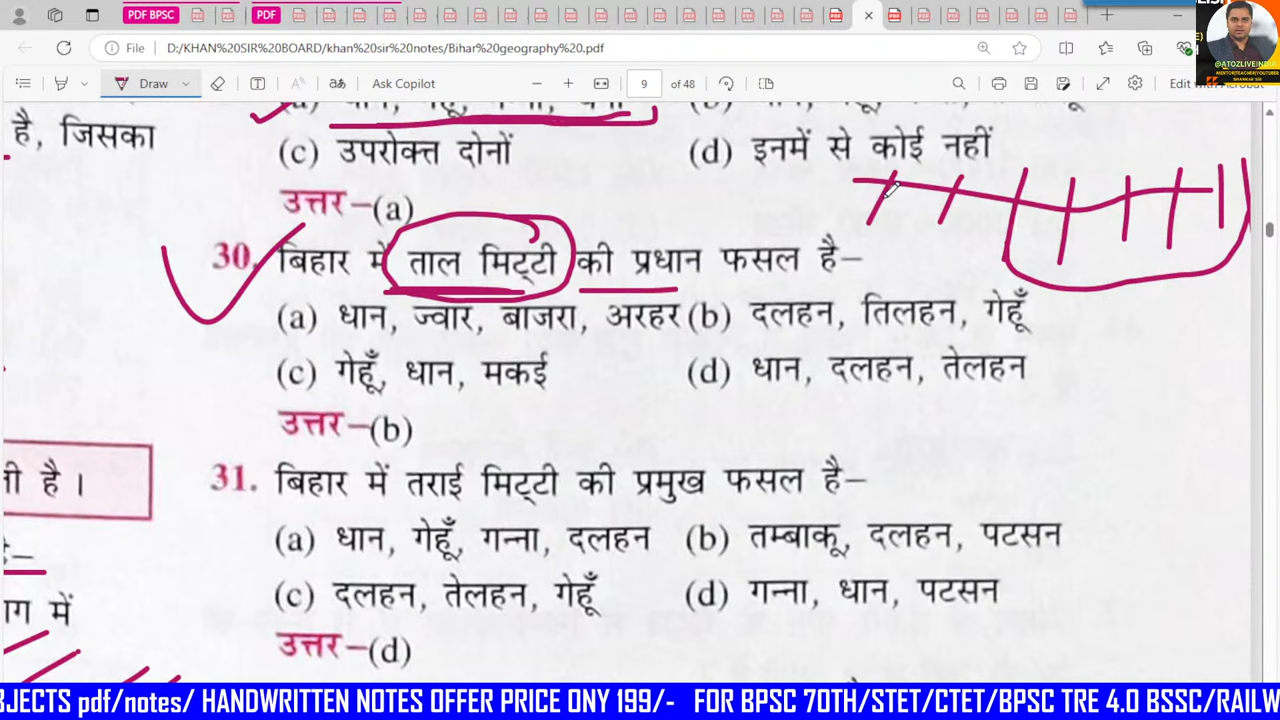 PDF BPSC PDF
File D:/KHAN%20SIR%20BOARD/khan%20sir%20notes/Bihar%20geography%20.pdf
@ATOZLIVEINDIA
Draw Ask Copilot 9 of 48 Edit with Acrobat
है, जिसका
(c) उपरोक्त दोनों (d) इनमें से कोई नहीं
उत्तर–(a)
30. बिहार में ताल मिट्टी की प्रधान फसल है–
(a) धान, ज्वार, बाजरा, अरहर (b) दलहन, तिलहन, गेहूँ
(c) गेहूँ, धान, मकई (d) धान, दलहन, तेलहन
उत्तर–(b)
31. बिहार में तराई मिट्टी की प्रमुख फसल है–
ती है।
(a) धान, गेहूँ, गन्ना, दलहन (b) तम्बाकू, दलहन, पटसन
(c) दलहन, तेलहन, गेहूँ (d) गन्ना, धान, पटसन
ाग में
उत्तर–(d)
BJECTS pdf/notes/ HANDWRITTEN NOTES OFFER PRICE ONY 199/- FOR BPSC 70TH/STET/CTET/BPSC TRE 4.0 BSSC/RAILW